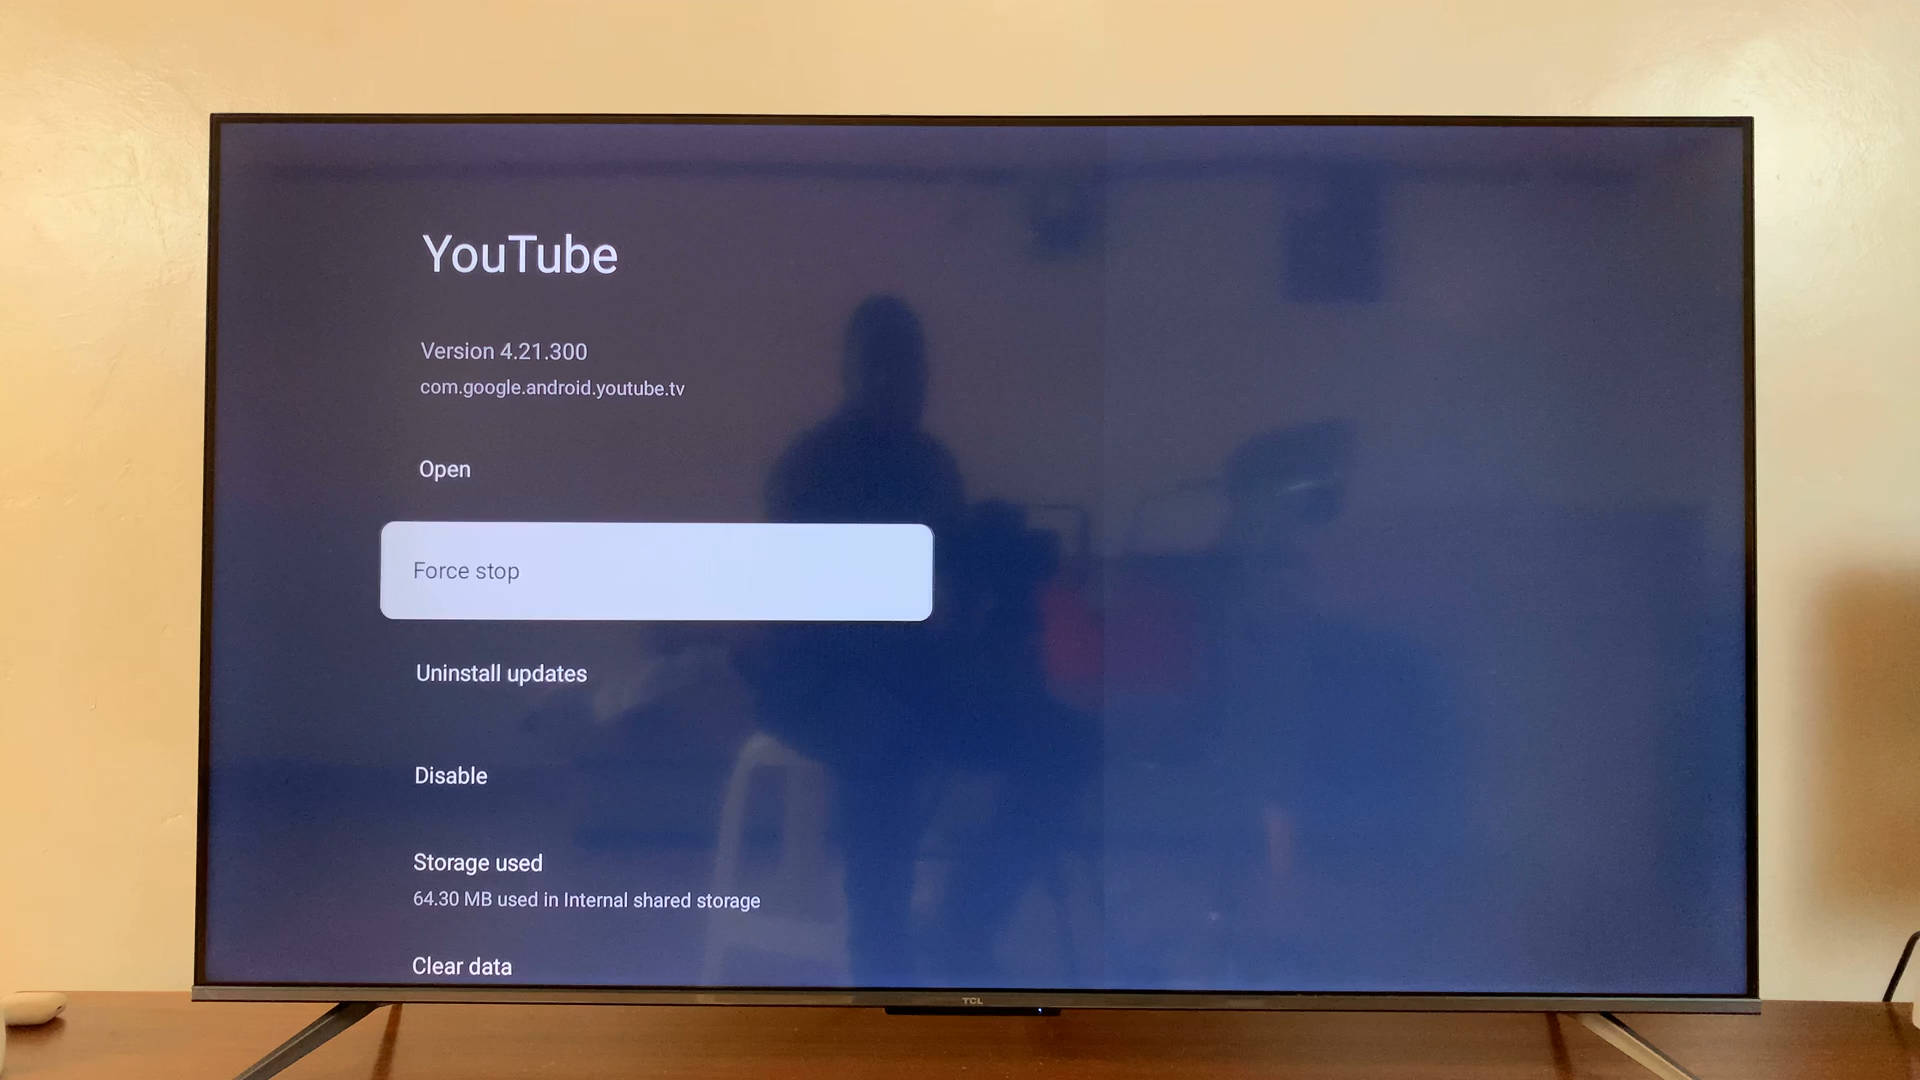 YouTube
Version 4.21.300
com.google.android.youtube.tv
Open
Force stop
Uninstall updates
Disable
Storage used
64.30 MB used in Internal shared storage
Clear data
TCL